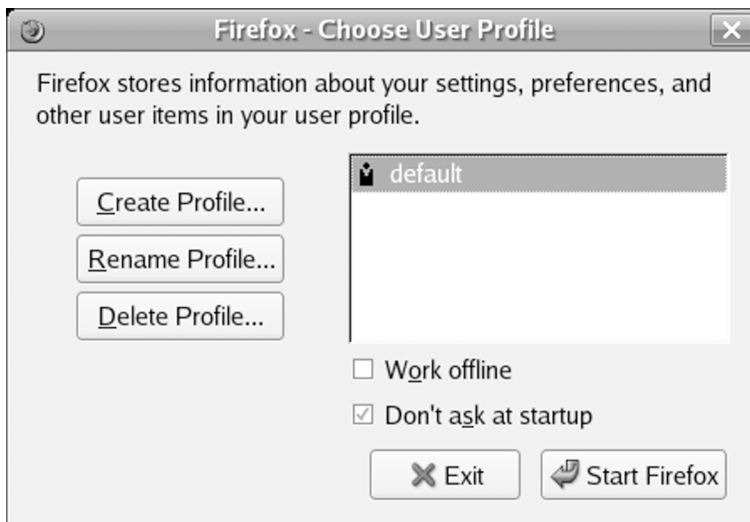 Firefox - Choose User Profile
Firefox stores information about your settings, preferences, and
other user items in your user profile.
default
Create Profile...
Rename Profile...
Delete Profile...
Work offline
Don't ask at startup
Exit
Start Firefox